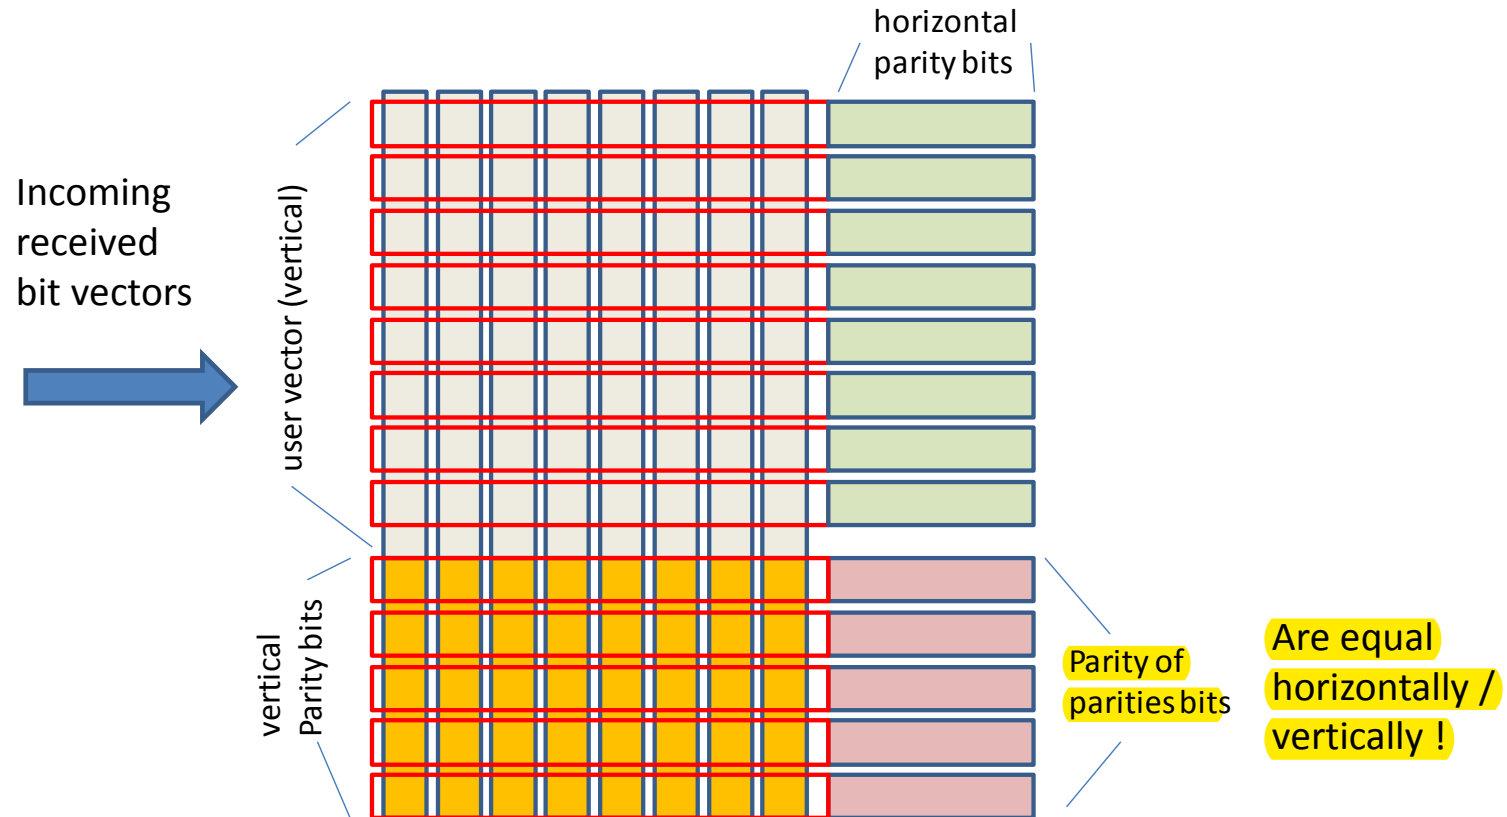 horizontal
parity bits
Incoming
received
bit vectors
user vector (vertical)
vertical
Parity bits
Parity of
parities bits
Are equal
horizontally /
vertically !